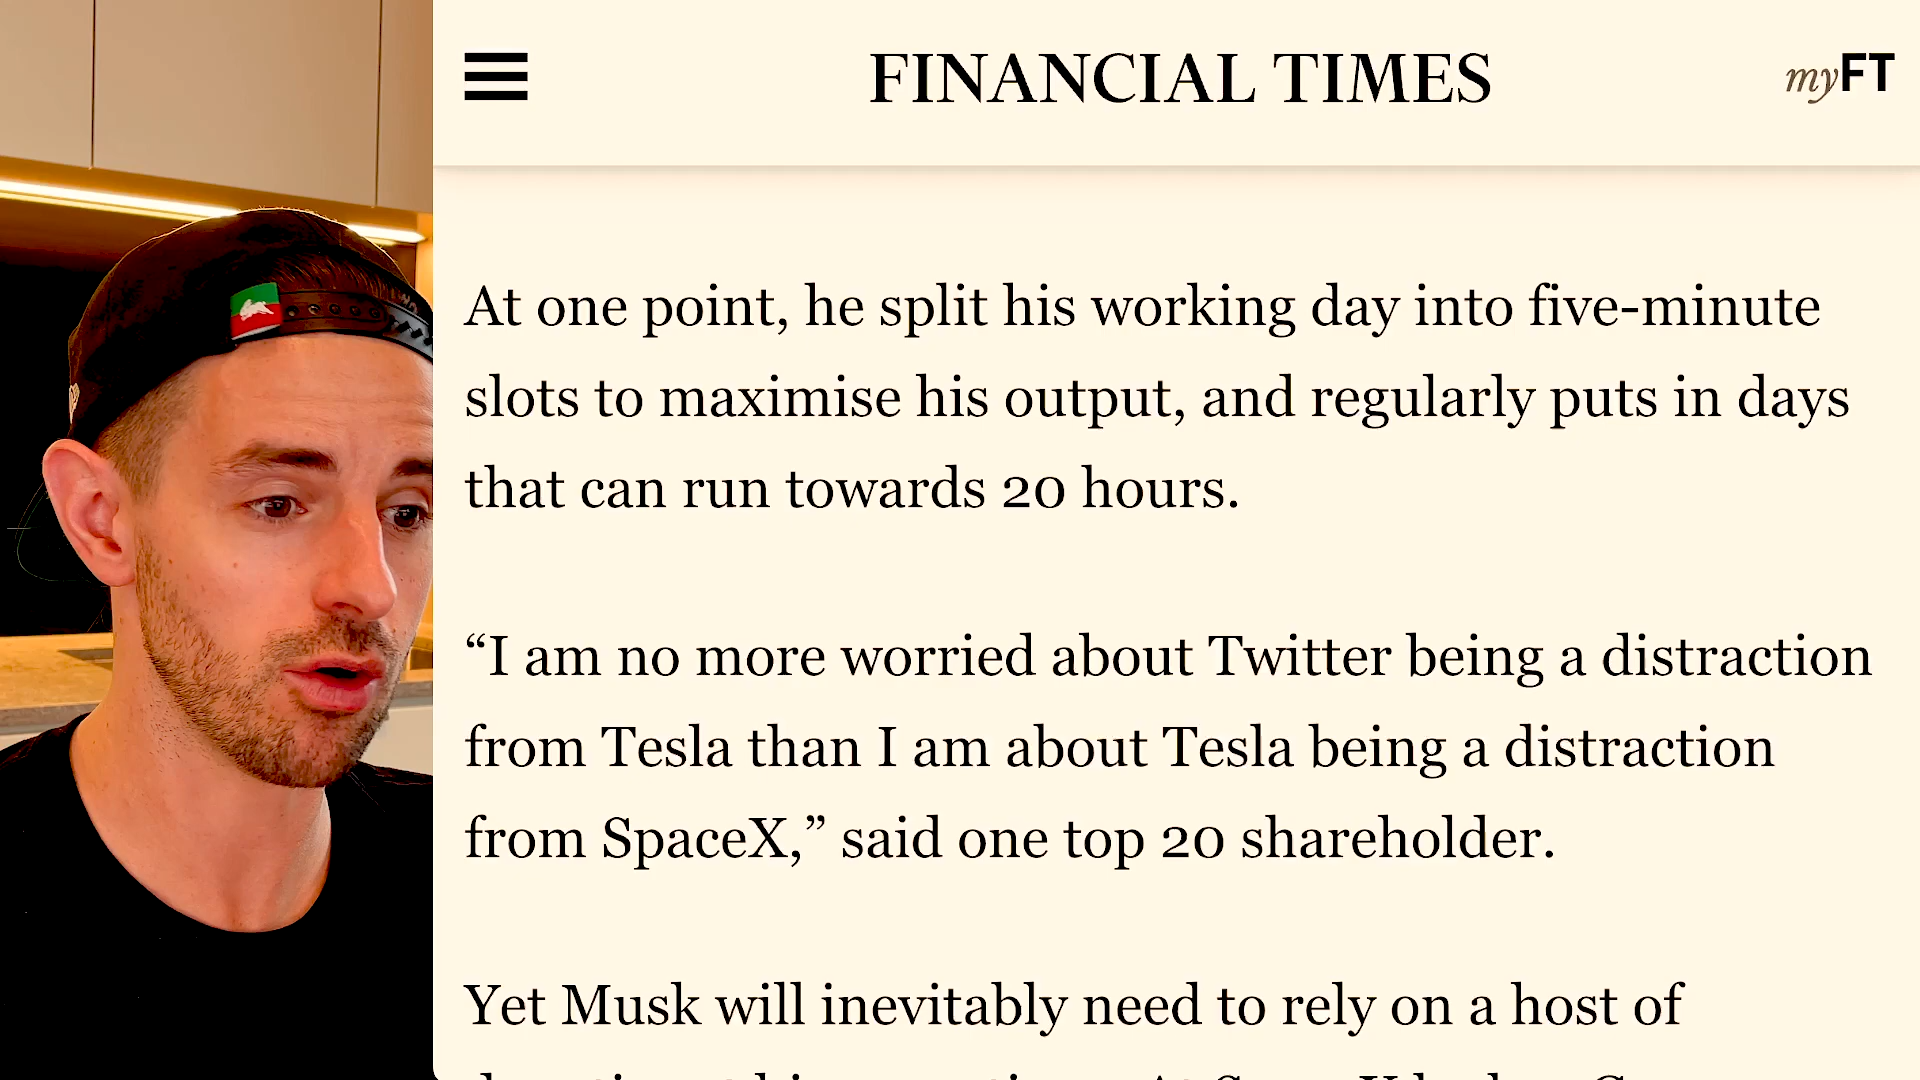 FINANCIAL TIMES
myFT
At one point, he split his working day into five-minute
slots to maximise his output, and regularly puts in days
that can run towards 20 hours.
“I am no more worried about Twitter being a distraction
from Tesla than I am about Tesla being a distraction
from SpaceX,” said one top 20 shareholder.
Yet Musk will inevitably need to rely on a host of